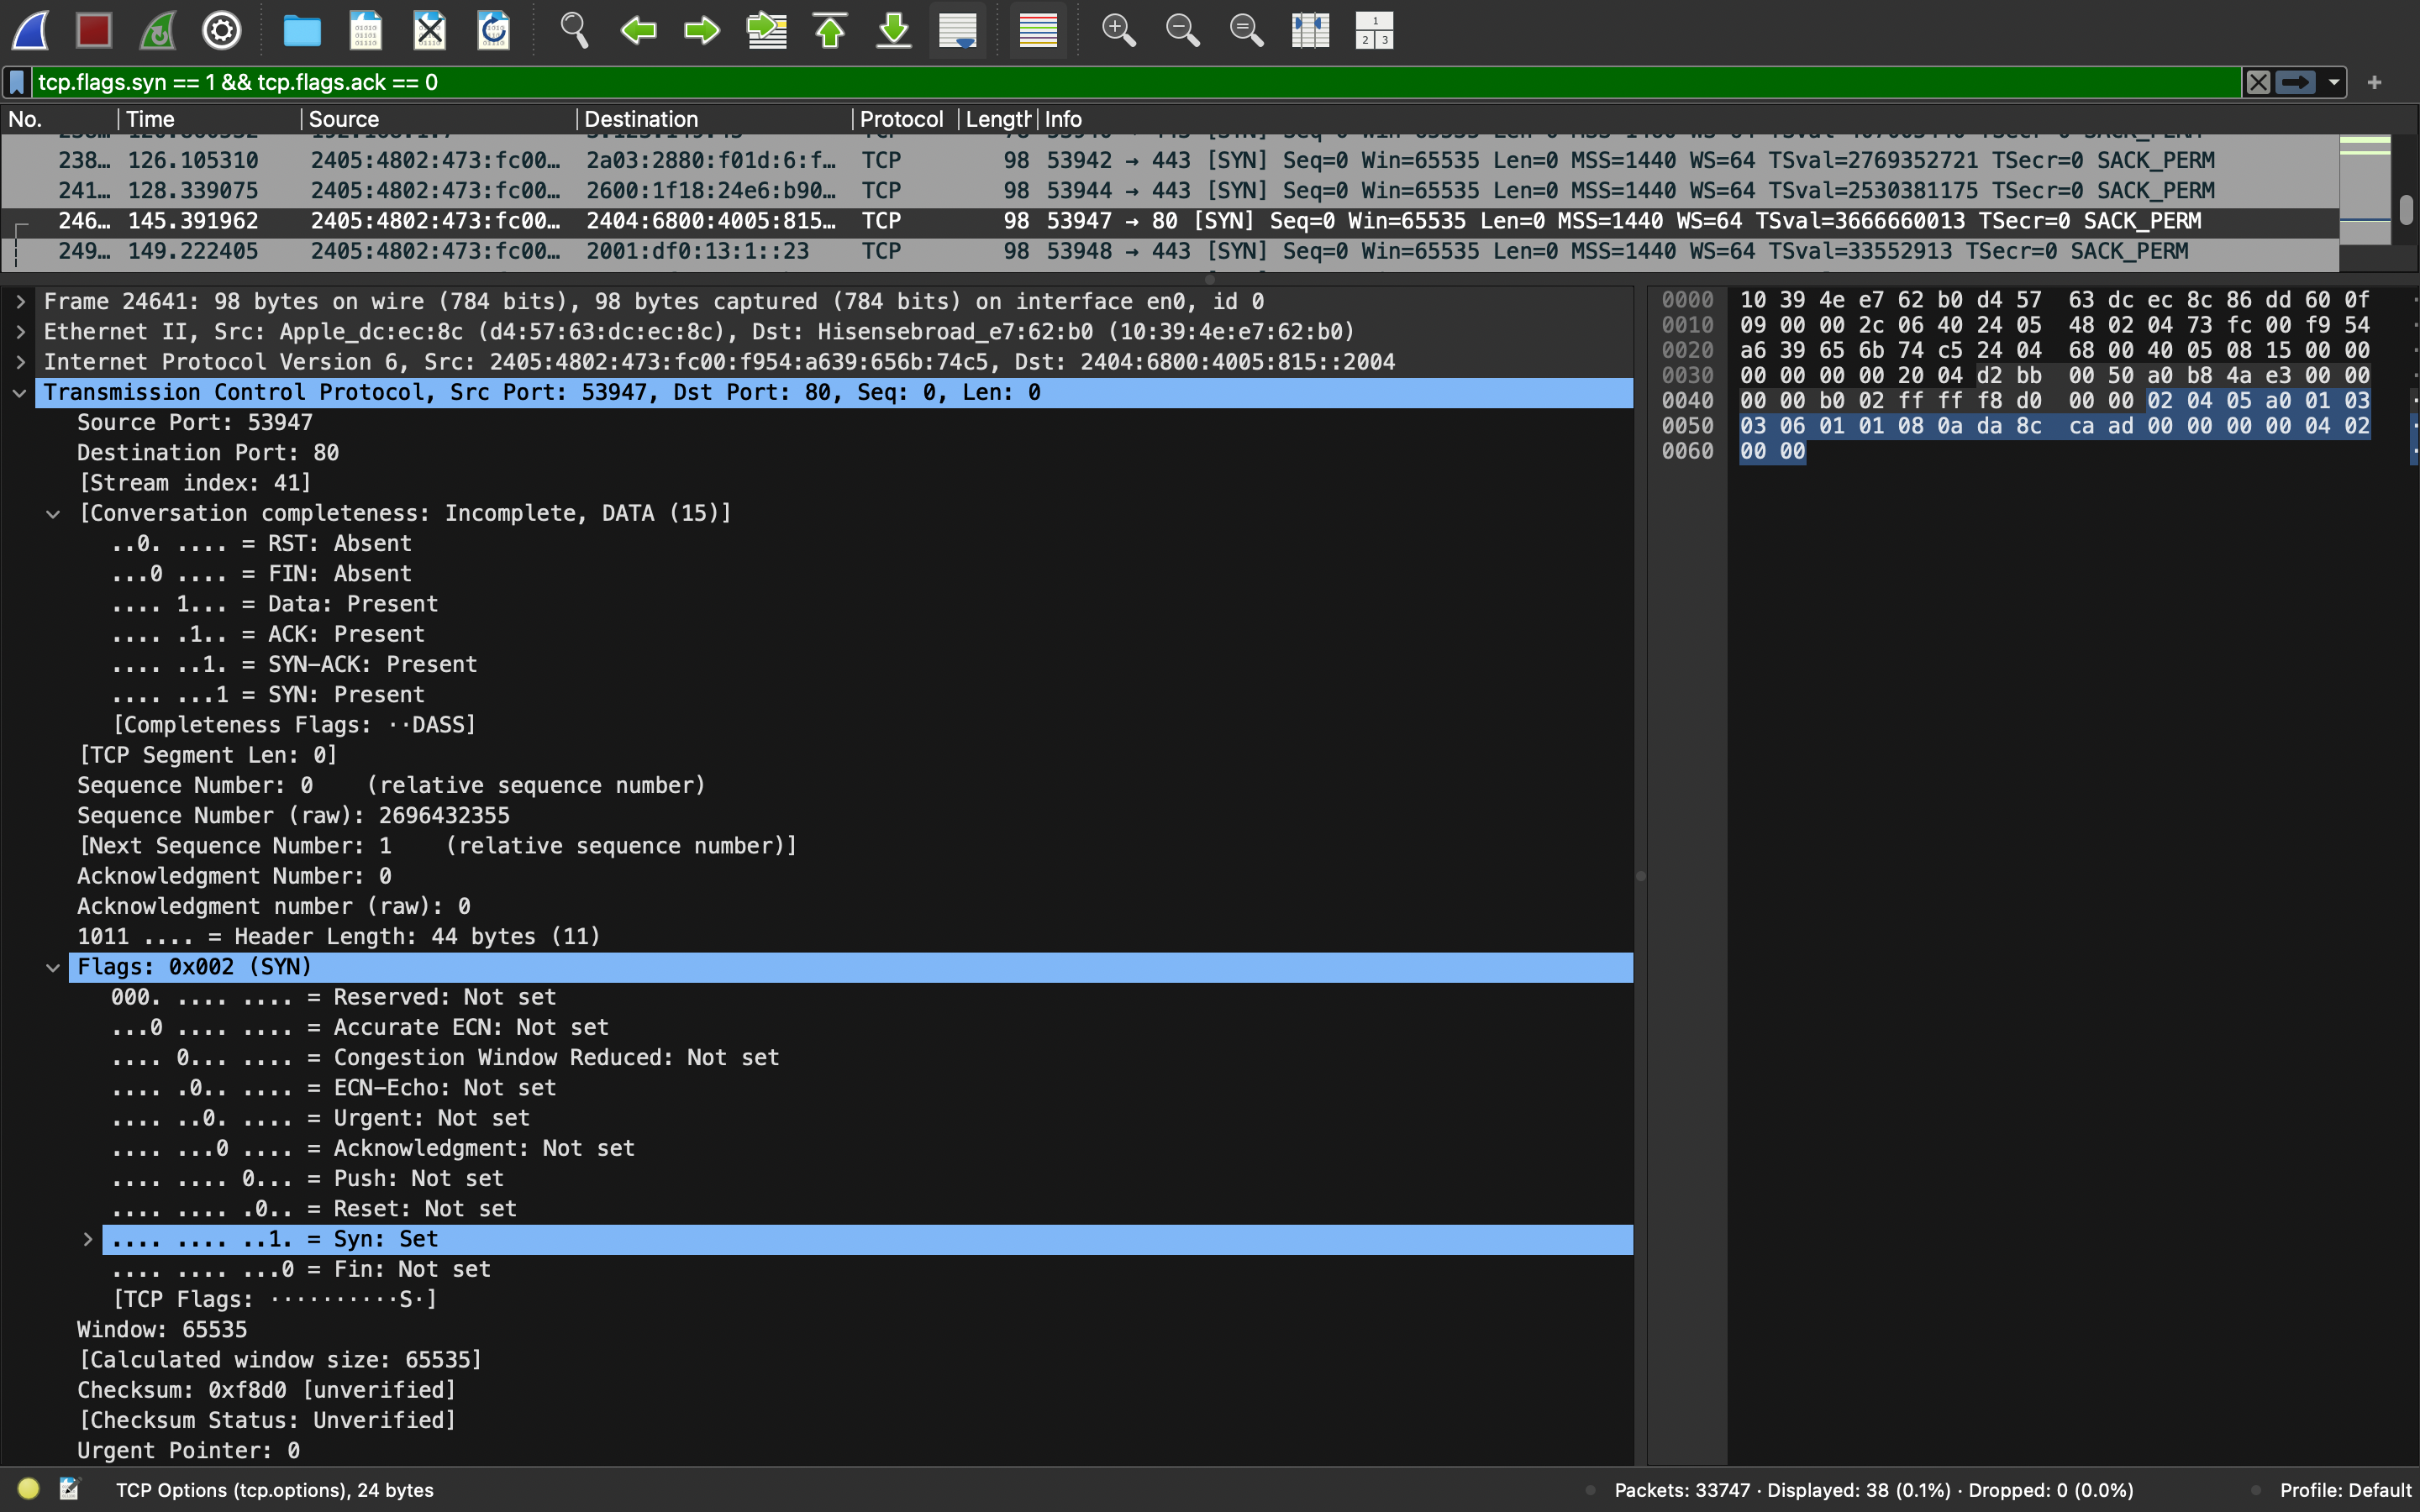 tcp.flags.syn == 1 && tcp.flags.ack == 0
No. Time Source Destination Protocol Length Info
238… 126.105310 2405:4802:473:fc00… 2a03:2880:f01d:6:f… TCP 98 53942 → 443 [SYN] Seq=0 Win=65535 Len=0 MSS=1440 WS=64 TSval=2769352721 TSecr=0 SACK_PERM
241… 128.339075 2405:4802:473:fc00… 2600:1f18:24e6:b90… TCP 98 53944 → 443 [SYN] Seq=0 Win=65535 Len=0 MSS=1440 WS=64 TSval=2530381175 TSecr=0 SACK_PERM
246… 145.391962 2405:4802:473:fc00… 2404:6800:4005:815… TCP 98 53947 → 80 [SYN] Seq=0 Win=65535 Len=0 MSS=1440 WS=64 TSval=3666660013 TSecr=0 SACK_PERM
249… 149.222405 2405:4802:473:fc00… 2001:df0:13:1::23 TCP 98 53948 → 443 [SYN] Seq=0 Win=65535 Len=0 MSS=1440 WS=64 TSval=33552913 TSecr=0 SACK_PERM
Frame 24641: 98 bytes on wire (784 bits), 98 bytes captured (784 bits) on interface en0, id 0
Ethernet II, Src: Apple_dc:ec:8c (d4:57:63:dc:ec:8c), Dst: Hisensebroad_e7:62:b0 (10:39:4e:e7:62:b0)
Internet Protocol Version 6, Src: 2405:4802:473:fc00:f954:a639:656b:74c5, Dst: 2404:6800:4005:815::2004
Transmission Control Protocol, Src Port: 53947, Dst Port: 80, Seq: 0, Len: 0
Source Port: 53947
Destination Port: 80
[Stream index: 41]
[Conversation completeness: Incomplete, DATA (15)]
..0. .... = RST: Absent
...0 .... = FIN: Absent
.... 1... = Data: Present
.... .1.. = ACK: Present
.... ..1. = SYN-ACK: Present
.... ...1 = SYN: Present
[Completeness Flags: ··DASS]
[TCP Segment Len: 0]
Sequence Number: 0    (relative sequence number)
Sequence Number (raw): 2696432355
[Next Sequence Number: 1    (relative sequence number)]
Acknowledgment Number: 0
Acknowledgment number (raw): 0
1011 .... = Header Length: 44 bytes (11)
Flags: 0x002 (SYN)
000. .... .... = Reserved: Not set
...0 .... .... = Accurate ECN: Not set
.... 0... .... = Congestion Window Reduced: Not set
.... .0.. .... = ECN-Echo: Not set
.... ..0. .... = Urgent: Not set
.... ...0 .... = Acknowledgment: Not set
.... .... 0... = Push: Not set
.... .... .0.. = Reset: Not set
.... .... ..1. = Syn: Set
.... .... ...0 = Fin: Not set
[TCP Flags: ··········S·]
Window: 65535
[Calculated window size: 65535]
Checksum: 0xf8d0 [unverified]
[Checksum Status: Unverified]
Urgent Pointer: 0
0000 10 39 4e e7 62 b0 d4 57 63 dc ec 8c 86 dd 60 0f
0010 09 00 00 2c 06 40 24 05 48 02 04 73 fc 00 f9 54
0020 a6 39 65 6b 74 c5 24 04 68 00 40 05 08 15 00 00
0030 00 00 00 00 20 04 d2 bb 00 50 a0 b8 4a e3 00 00
0040 00 00 b0 02 ff ff f8 d0 00 00 02 04 05 a0 01 03
0050 03 06 01 01 08 0a da 8c ca ad 00 00 00 00 04 02
0060 00 00
TCP Options (tcp.options), 24 bytes
Packets: 33747 · Displayed: 38 (0.1%) · Dropped: 0 (0.0%)
Profile: Default